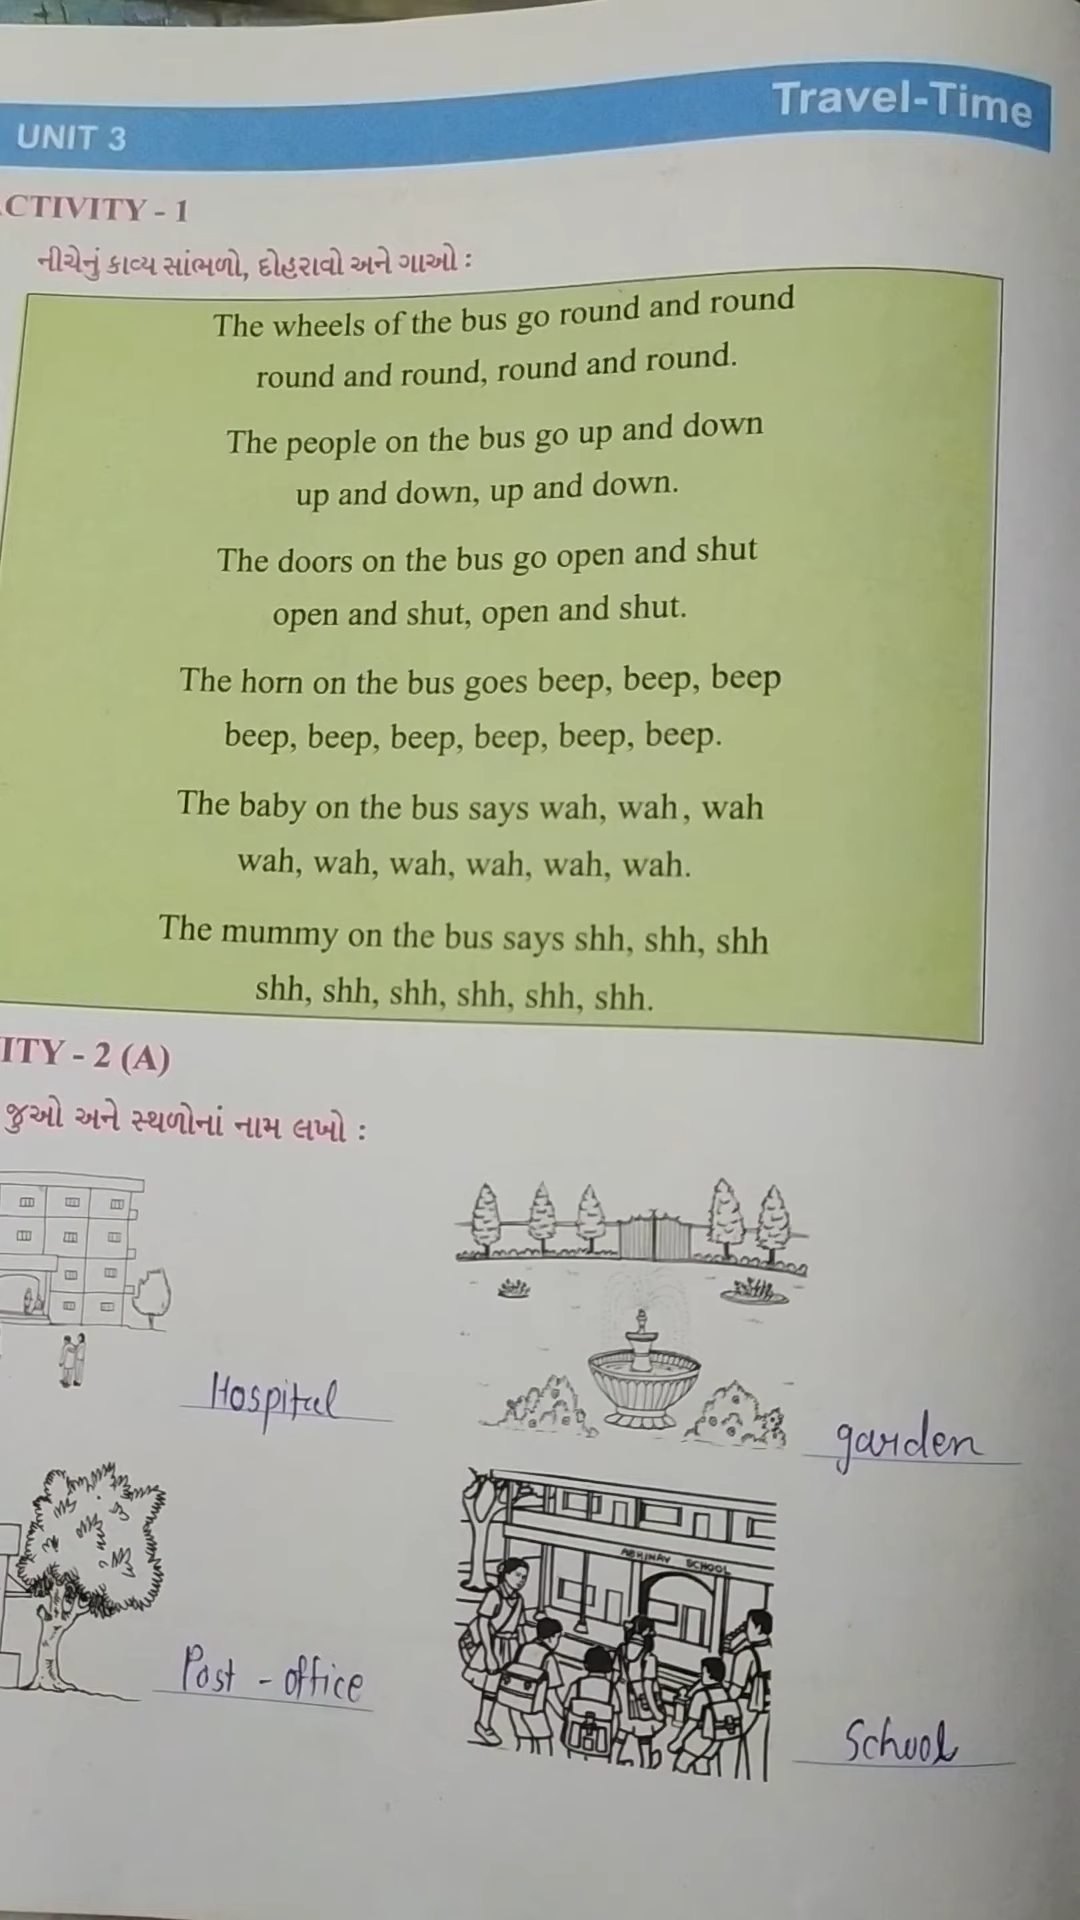 Travel-Time
UNIT 3
CTIVITY - 1
નીચેનું કાવ્ય સાંભળો, દોહરાવો અને ગાઓ :
The wheels of the bus go round and round
round and round, round and round.
The people on the bus go up and down
up and down, up and down.
The doors on the bus go open and shut
open and shut, open and shut.
The horn on the bus goes beep, beep, beep
beep, beep, beep, beep, beep, beep.
The baby on the bus says wah, wah, wah
wah, wah, wah, wah, wah, wah.
The mummy on the bus says shh, shh, shh
shh, shh, shh, shh, shh, shh.
ITY - 2 (A)
જુઓ અને સ્થળોનાં નામ લખો :
Hospital
garden
ABHINAV SCHOOL
Post - office
School